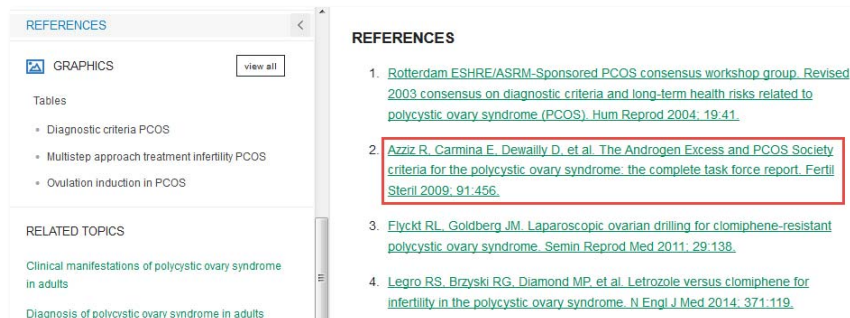 REFERENCES
GRAPHICS
view all
Tables
Diagnostic criteria PCOS
Multistep approach treatment infertility PCOS
Ovulation induction in PCOS
RELATED TOPICS
Clinical manifestations of polycystic ovary syndrome
in adults
Diagnosis of polycystic ovary syndrome in adults
REFERENCES
1. Rotterdam ESHRE/ASRM-Sponsored PCOS consensus workshop group. Revised
2003 consensus on diagnostic criteria and long-term health risks related to
polycystic ovary syndrome (PCOS). Hum Reprod 2004; 19:41.
2. Azziz R, Carmina E, Dewailly D, et al. The Androgen Excess and PCOS Society
criteria for the polycystic ovary syndrome: the complete task force report. Fertil
Steril 2009; 91:456.
3. Flyckt RL, Goldberg JM. Laparoscopic ovarian drilling for clomiphene-resistant
polycystic ovary syndrome. Semin Reprod Med 2011; 29:138.
4. Legro RS, Brzyski RG, Diamond MP, et al. Letrozole versus clomiphene for
infertility in the polycystic ovary syndrome. N Engl J Med 2014; 371:119.